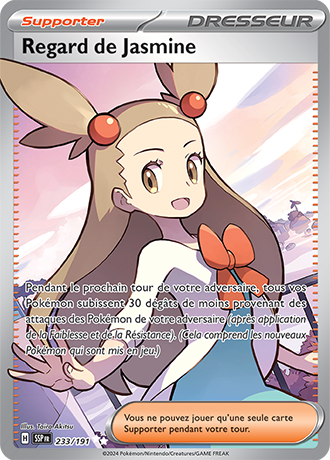 Supporter DRESSEUR
Regard de Jasmine
Pendant le prochain tour de votre adversaire, tous vos
Pokémon subissent 30 dégâts de moins provenant des
attaques des Pokémon de votre adversaire (après application
de la Faiblesse et de la Résistance). (Cela comprend les nouveaux
Pokémon qui sont mis en jeu.)
Illus. Taira Akitsu
H SSP FR 233/191
Vous ne pouvez jouer qu'une seule carte
Supporter pendant votre tour.
©2024 Pokémon/Nintendo/Creatures/GAME FREAK